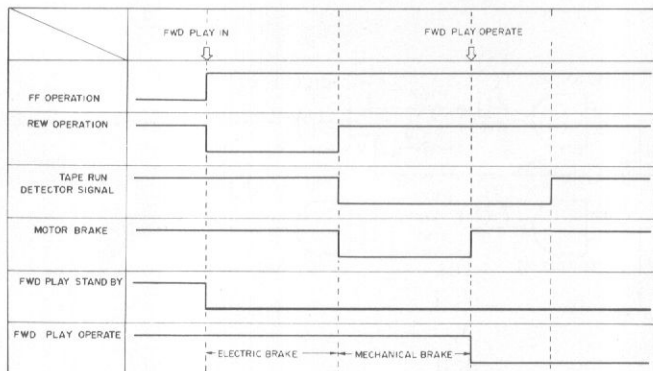 FWD PLAY IN
FWD PLAY OPERATE
FF OPERATION
REW OPERATION
TAPE RUN
DETECTOR SIGNAL
MOTOR BRAKE
FWD PLAY STAND BY
FWD PLAY OPERATE
ELECTRIC BRAKE
MECHANICAL BRAKE